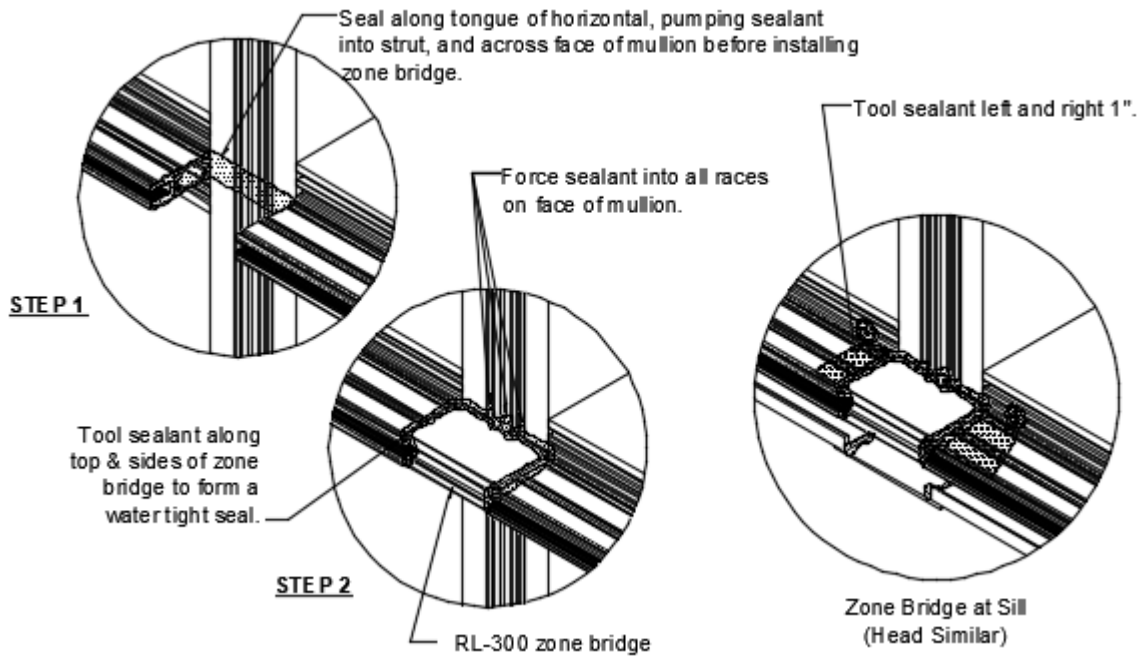 Seal along tongue of horizontal, pumping sealant
into strut, and across face of mullion before installing
zone bridge.
STEP 1
Force sealant into all races
on face of mullion.
Tool sealant left and right 1".
Tool sealant along
top & sides of zone
bridge to form a
water tight seal.
STEP 2
RL-300 zone bridge
Zone Bridge at Sill
(Head Similar)